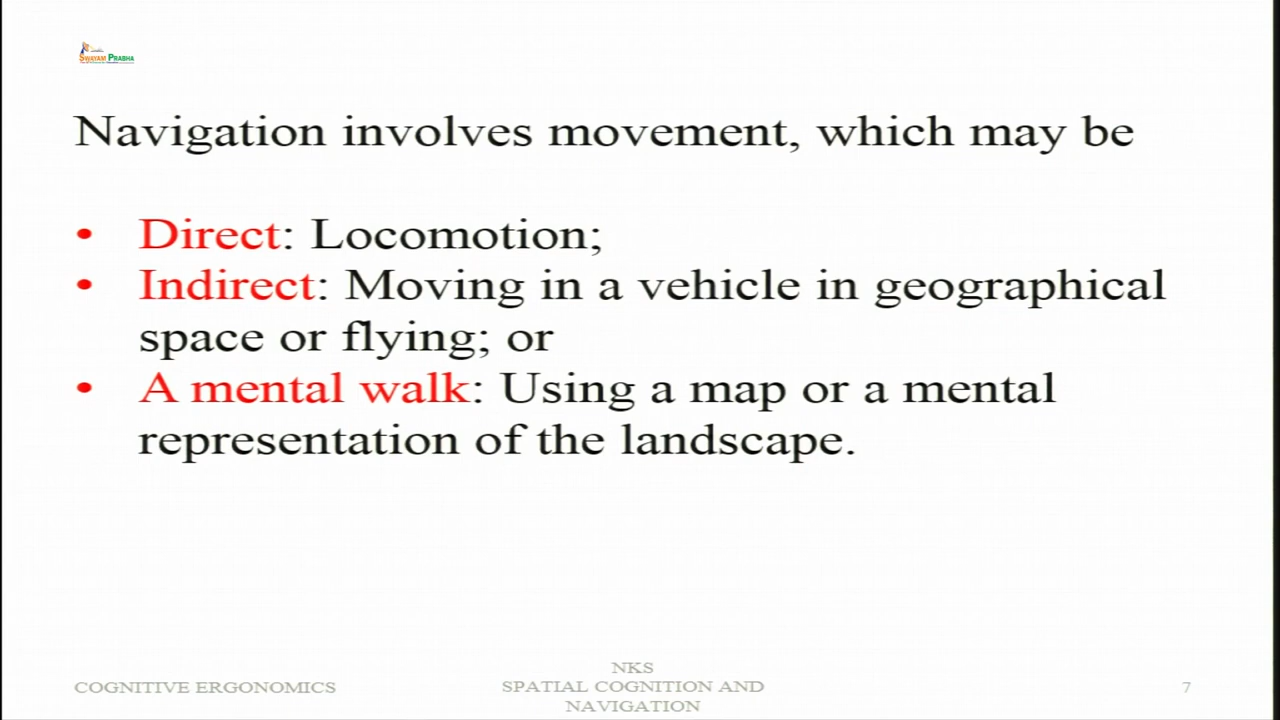 SWAYAM PRABHA
Navigation involves movement, which may be
• Direct: Locomotion;
• Indirect: Moving in a vehicle in geographical
space or flying; or
• A mental walk: Using a map or a mental
representation of the landscape.
COGNITIVE ERGONOMICS
NKS
SPATIAL COGNITION AND
NAVIGATION
7